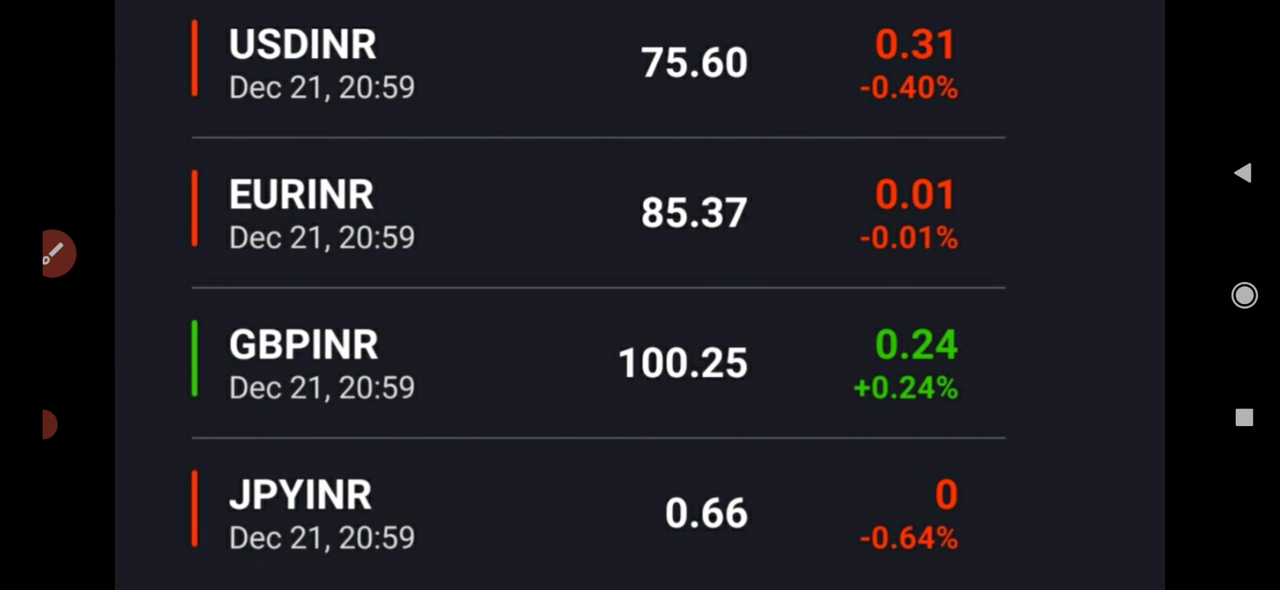 USDINR 75.60 0.31
Dec 21, 20:59 -0.40%
EURINR 85.37 0.01
Dec 21, 20:59 -0.01%
GBPINR 100.25 0.24
Dec 21, 20:59 +0.24%
JPYINR 0.66 0
Dec 21, 20:59 -0.64%